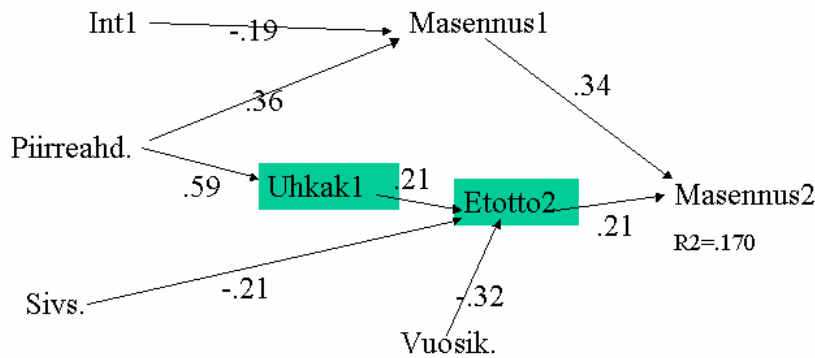 Int1
-.19
Masennus1
.36
.34
Piirreahd.
.59
Uhkak1
.21
Etotto2
.21
Masennus2
R2=.170
Sivs.
-.21
-.32
Vuosik.